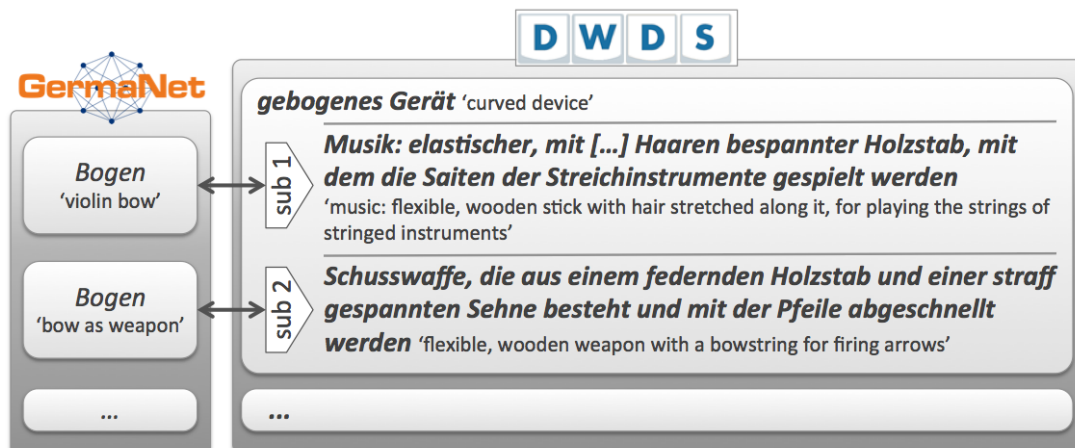 D W D S
GermaNet
gebogenes Gerät ‘curved device’
Bogen
‘violin bow’
sub 1
Musik: elastischer, mit [...] Haaren bespannter Holzstab, mit
dem die Saiten der Streichinstrumente gespielt werden
‘music: flexible, wooden stick with hair stretched along it, for playing the strings of
stringed instruments’
Bogen
‘bow as weapon’
sub 2
Schusswaffe, die aus einem federnden Holzstab und einer straff
gespannten Sehne besteht und mit der Pfeile abgeschnellt
werden ‘flexible, wooden weapon with a bowstring for firing arrows’
...
...